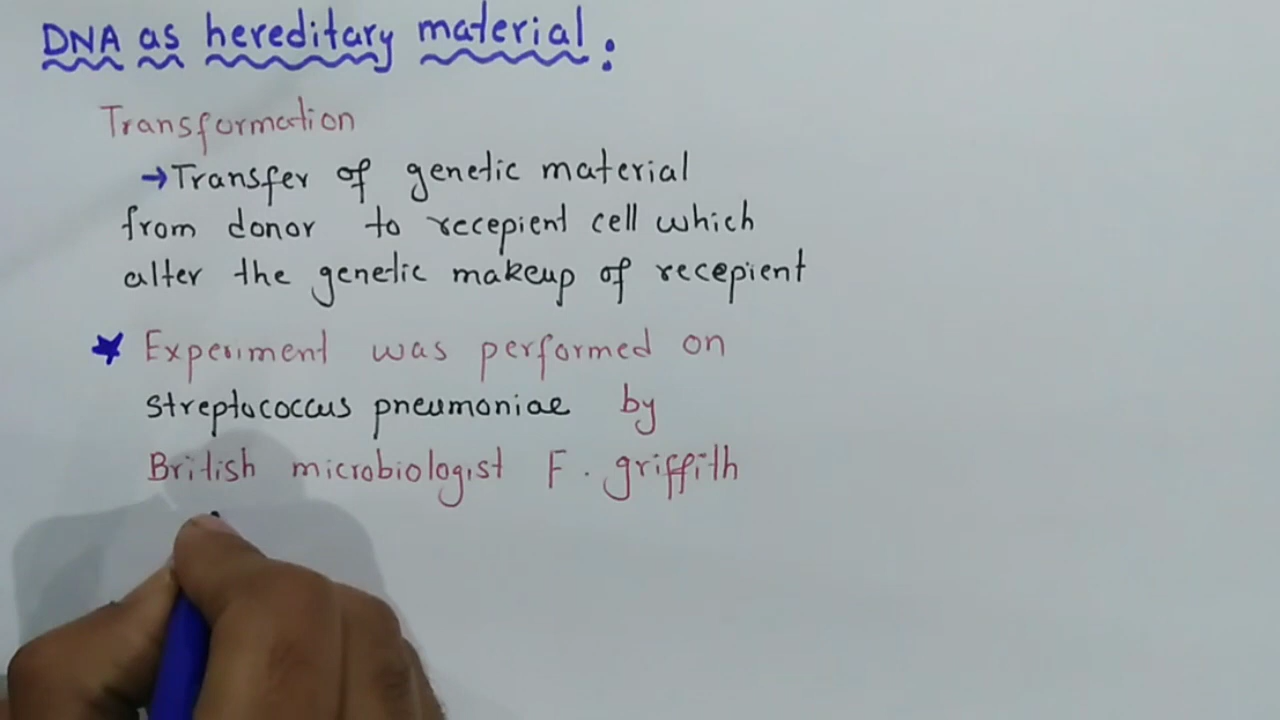 DNA as hereditary material :
Transformation
→ Transfer of genetic material
from donor to recepient cell which
alter the genetic makeup of recepient
★ Experiment was performed on
streptococcus pneumoniae by
British microbiologist F. griffith